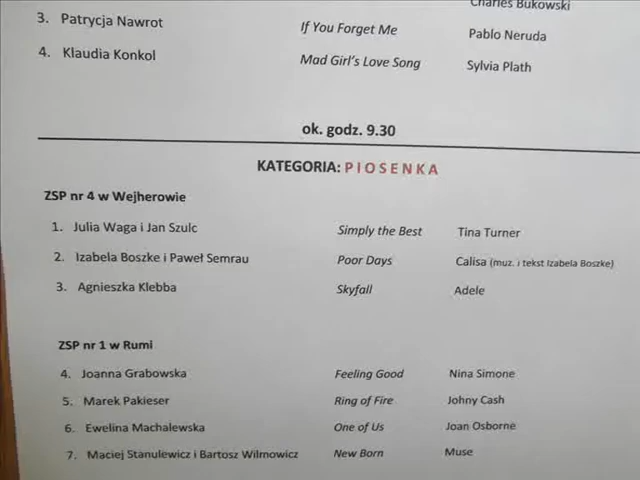 Charles Bukowski
3. Patrycja Nawrot If You Forget Me Pablo Neruda
4. Klaudia Konkol Mad Girl's Love Song Sylvia Plath
ok. godz. 9.30
KATEGORIA: PIOSENKA
ZSP nr 4 w Wejherowie
1. Julia Waga i Jan Szulc Simply the Best Tina Turner
2. Izabela Boszke i Paweł Semrau Poor Days Calisa (muz. i tekst Izabela Boszke)
3. Agnieszka Klebba Skyfall Adele
ZSP nr 1 w Rumi
4. Joanna Grabowska Feeling Good Nina Simone
5. Marek Pakieser Ring of Fire Johny Cash
6. Ewelina Machalewska One of Us Joan Osborne
7. Maciej Stanulewicz i Bartosz Wilmowicz New Born Muse